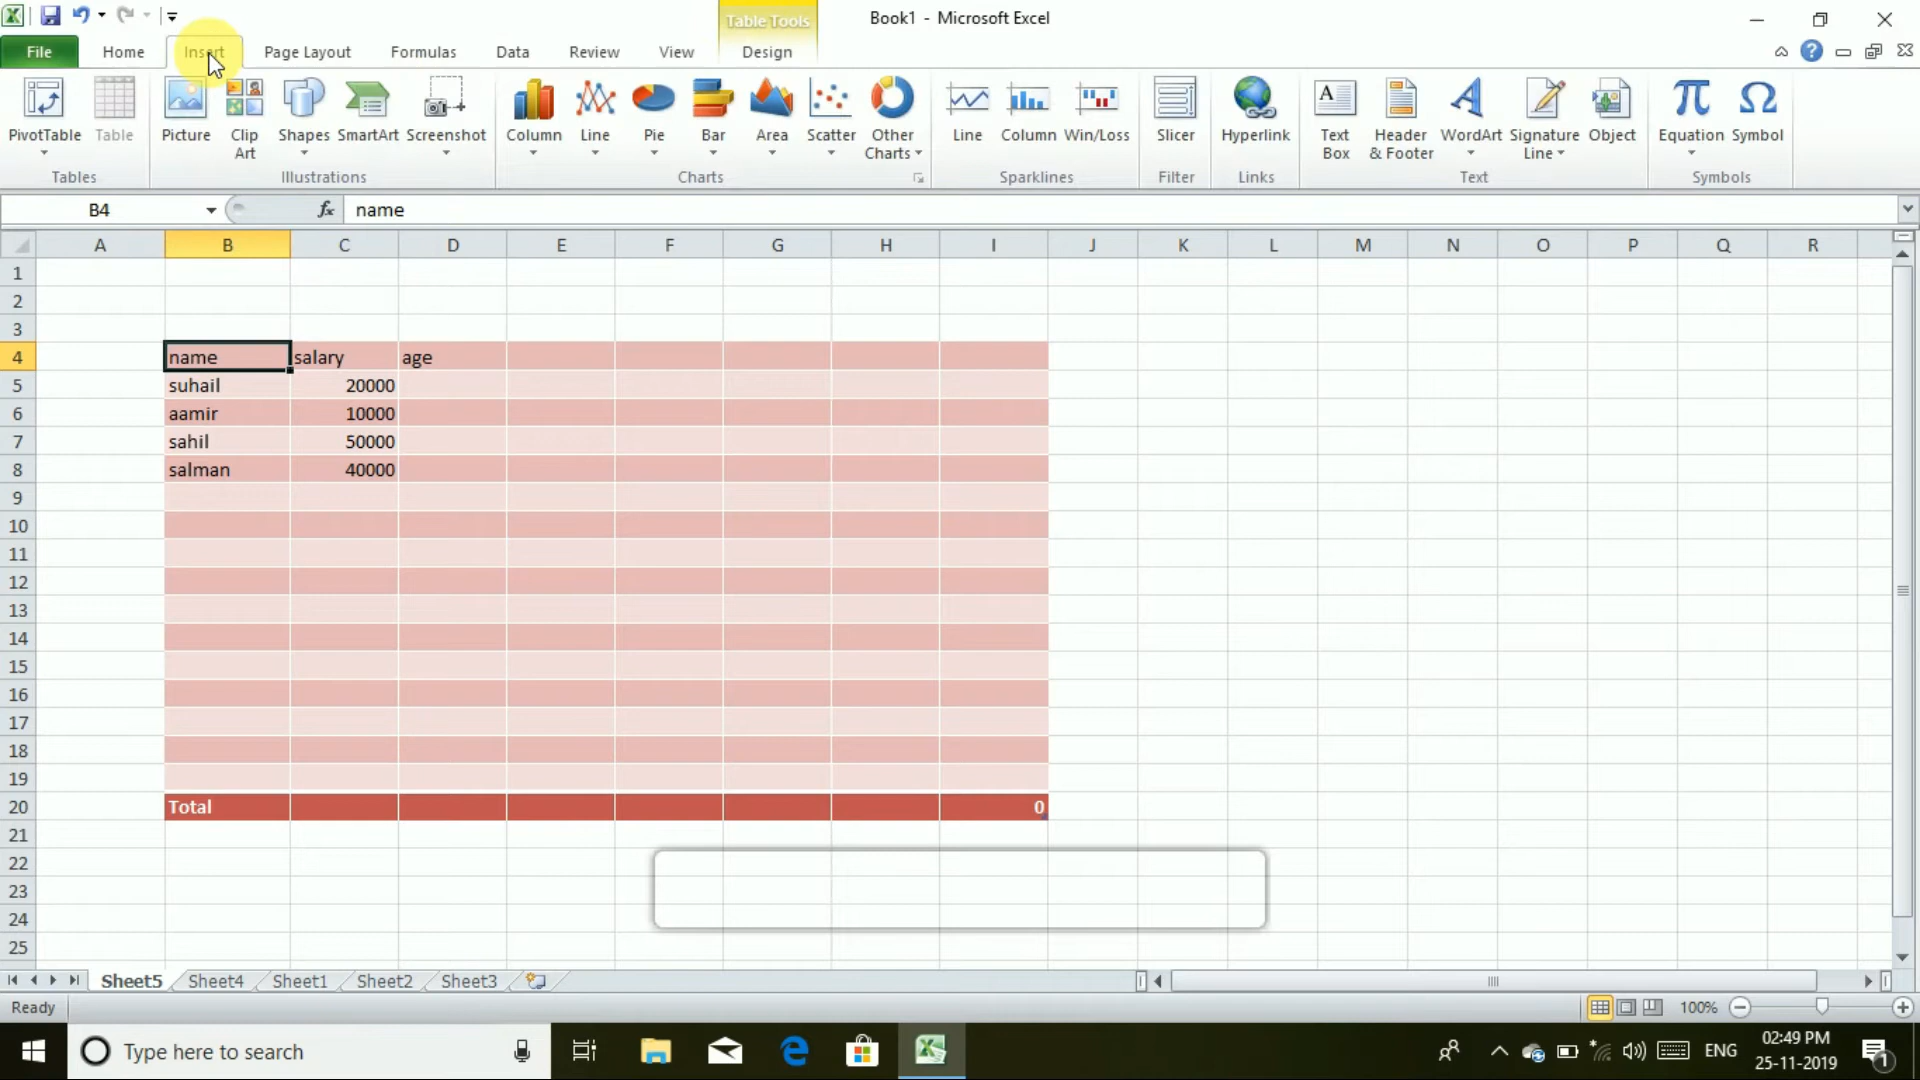 Table Tools
Book1 - Microsoft Excel
File Home Insert Page Layout Formulas Data Review View Design
PivotTable Table Picture Clip Art Shapes SmartArt Screenshot Column Line Pie Bar Area Scatter Other Charts Line Column Win/Loss Slicer Hyperlink Text Box Header & Footer WordArt Signature Line Object Equation Symbol
Tables Illustrations Charts Sparklines Filter Links Text Symbols
B4 fx name
A B C D E F G H I J K L M N O P Q R
1
2
3
4 name salary age
5 suhail 20000
6 aamir 10000
7 sahil 50000
8 salman 40000
9
10
11
12
13
14
15
16
17
18
19
20 Total 0
21
22
23
24
25
Sheet5 Sheet4 Sheet1 Sheet2 Sheet3
Ready 100%
Type here to search ENG 02:49 PM
25-11-2019 1